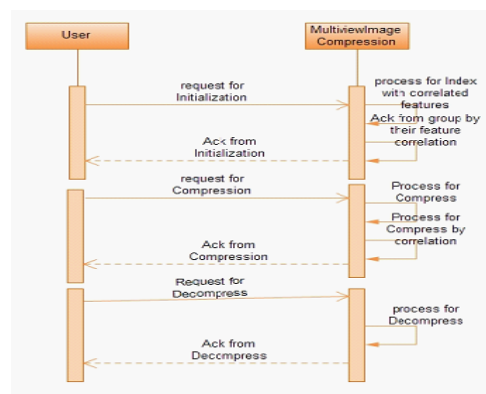 User
MultiviewImage
Compression
request for
Initialization
process for Index
with correlated
features
Ack from group by
their feature
correlation
Ack from
Initialization
request for
Compression
Process for
Compress
Process for
Compress by
correlation
Ack from
Compression
Request for
Decompress
process for
Decompress
Ack from
Decompress